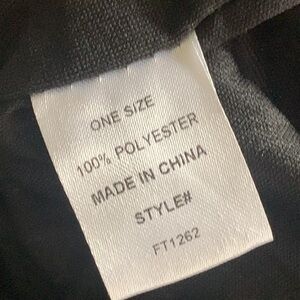 ONE SIZE
100% POLYESTER
MADE IN CHINA
STYLE#
FT1262